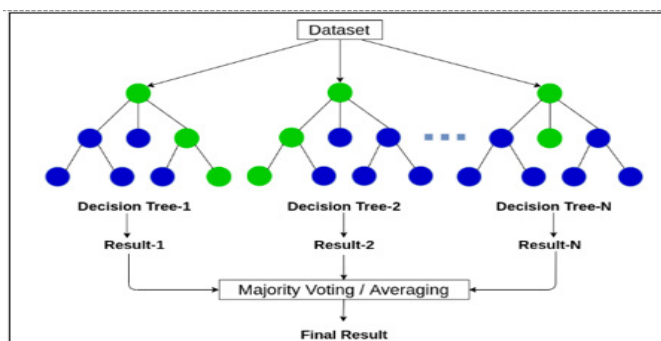 Dataset
Decision Tree-1
Decision Tree-2
Decision Tree-N
Result-1
Result-2
Result-N
Majority Voting / Averaging
Final Result